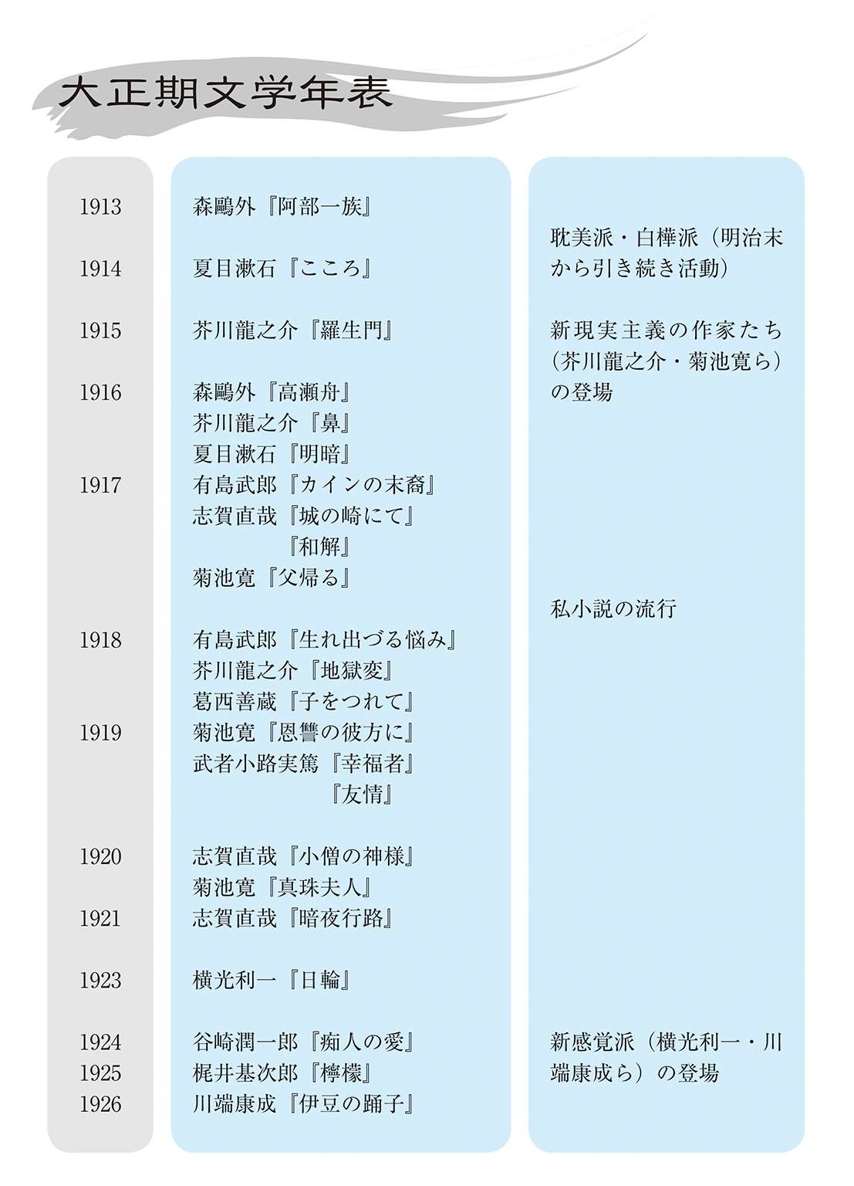 大正期文学年表
1913 森鷗外『阿部一族』
耽美派・白樺派（明治末
1914 夏目漱石『こころ』 から引き続き活動）
1915 芥川龍之介『羅生門』 新現実主義の作家たち
（芥川龍之介・菊池寛ら）
1916 森鷗外『高瀬舟』 の登場
芥川龍之介『鼻』
夏目漱石『明暗』
1917 有島武郎『カインの末裔』
志賀直哉『城の崎にて』
『和解』
菊池寛『父帰る』
私小説の流行
1918 有島武郎『生れ出づる悩み』
芥川龍之介『地獄変』
葛西善蔵『子をつれて』
1919 菊池寛『恩讐の彼方に』
武者小路実篤『幸福者』
『友情』
1920 志賀直哉『小僧の神様』
菊池寛『真珠夫人』
1921 志賀直哉『暗夜行路』
1923 横光利一『日輪』
1924 谷崎潤一郎『痴人の愛』 新感覚派（横光利一・川
1925 梶井基次郎『檸檬』 端康成ら）の登場
1926 川端康成『伊豆の踊子』